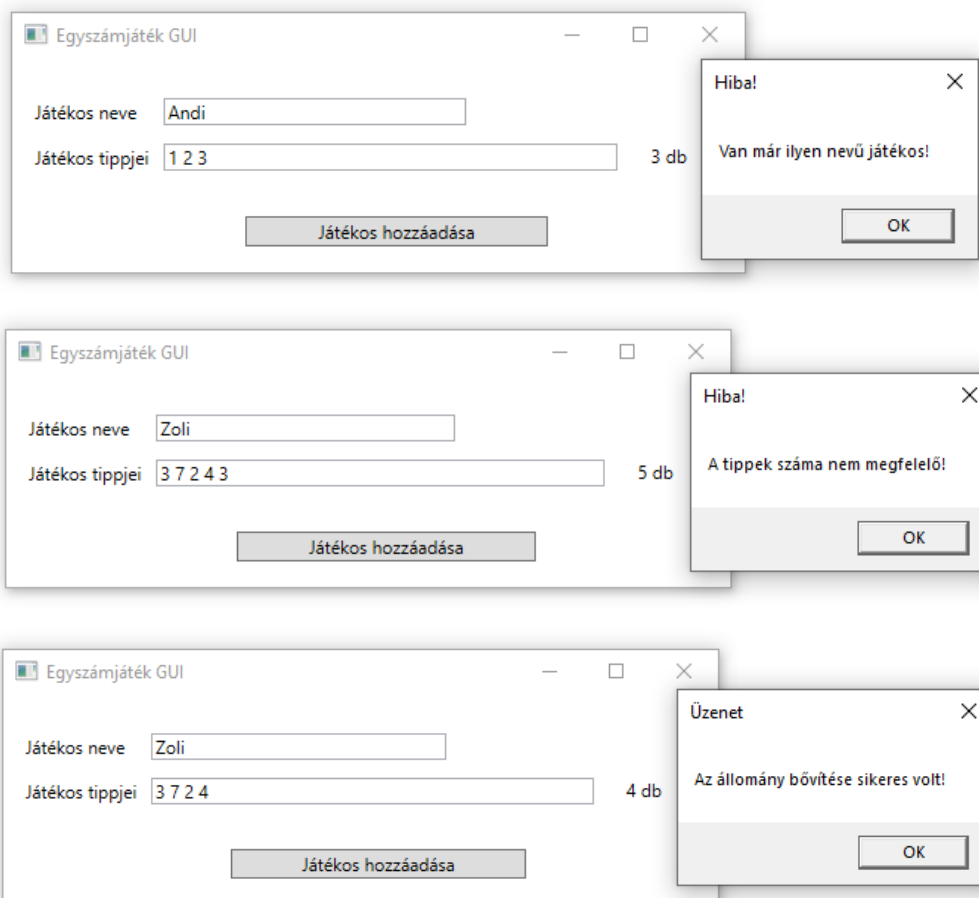 Egyszámjáték GUI
Játékos neve Andi
Játékos tippjei 1 2 3 3 db
Játékos hozzáadása
Hiba!
Van már ilyen nevű játékos!
OK
Egyszámjáték GUI
Játékos neve Zoli
Játékos tippjei 3 7 2 4 3 5 db
Játékos hozzáadása
Hiba!
A tippek száma nem megfelelő!
OK
Egyszámjáték GUI
Játékos neve Zoli
Játékos tippjei 3 7 2 4 4 db
Játékos hozzáadása
Üzenet
Az állomány bővítése sikeres volt!
OK